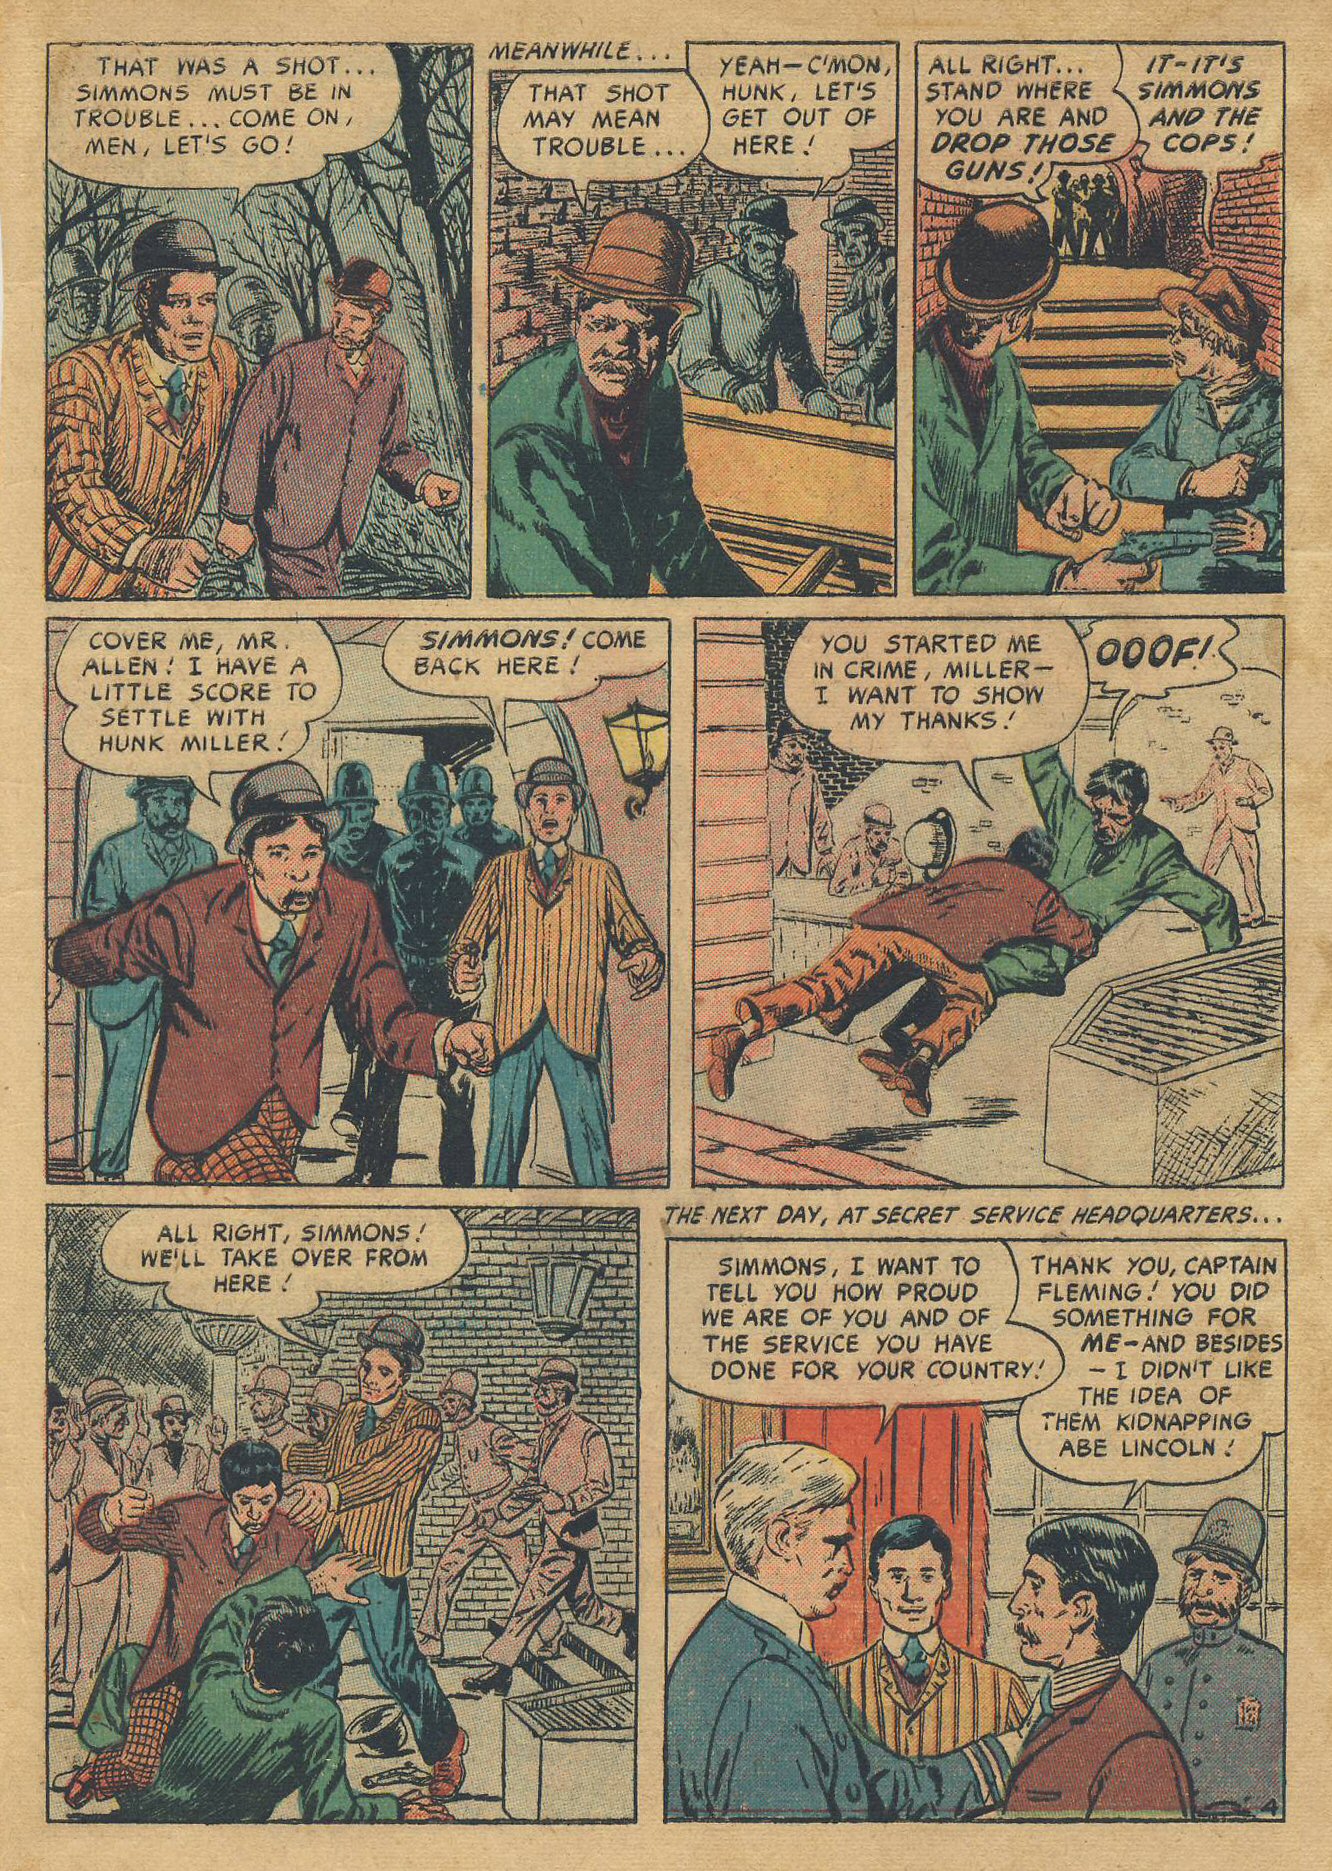 THAT WAS A SHOT...
SIMMONS MUST BE IN
TROUBLE... COME ON,
MEN, LET'S GO!
MEANWHILE...
THAT SHOT
MAY MEAN
TROUBLE...
YEAH-C'MON,
HUNK, LET'S
GET OUT OF
HERE!
ALL RIGHT...
STAND WHERE
YOU ARE AND
DROP THOSE
GUNS!
IT-IT'S
SIMMONS
AND THE
COPS!
COVER ME, MR.
ALLEN! I HAVE A
LITTLE SCORE TO
SETTLE WITH
HUNK MILLER!
SIMMONS! COME
BACK HERE!
YOU STARTED ME
IN CRIME, MILLER-
I WANT TO SHOW
MY THANKS!
OOOF!
ALL RIGHT, SIMMONS!
WE'LL TAKE OVER FROM
HERE!
THE NEXT DAY, AT SECRET SERVICE HEADQUARTERS...
SIMMONS, I WANT TO
TELL YOU HOW PROUD
WE ARE OF YOU AND OF
THE SERVICE YOU HAVE
DONE FOR YOUR COUNTRY!
THANK YOU, CAPTAIN
FLEMING! YOU DID
SOMETHING FOR
ME-AND BESIDES
- I DIDN'T LIKE
THE IDEA OF
THEM KIDNAPPING
ABE LINCOLN!
4